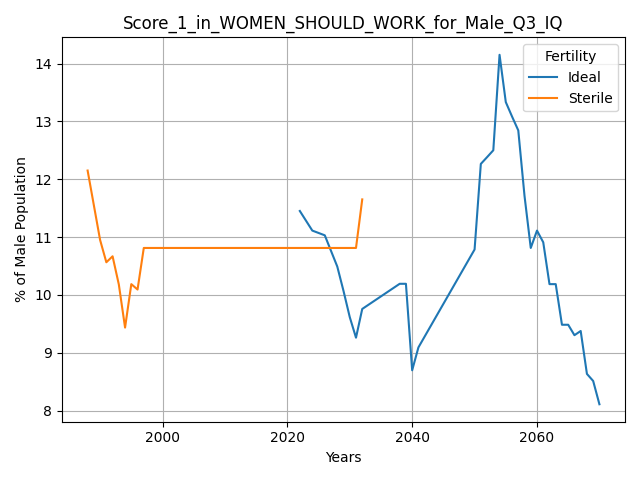 Score_1_in_WOMEN_SHOULD_WORK_for_Male_Q3_IQ
Fertility
Ideal
Sterile
% of Male Population
14
13
12
11
10
9
8
2000
2020
2040
2060
Years